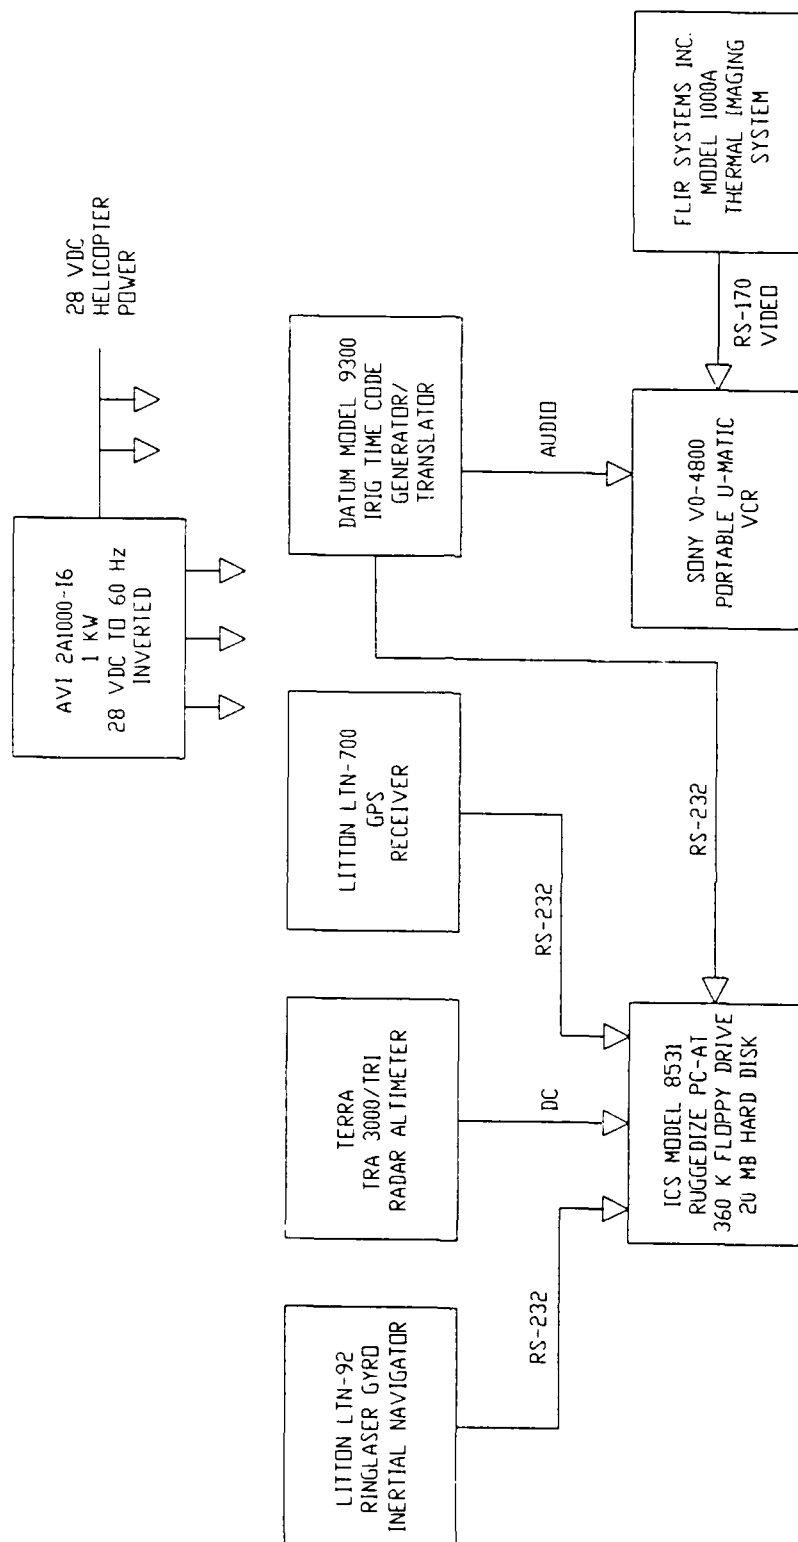 AVI 2A1000-16
1 KW
28 VDC TO 60 Hz
INVERTED
28 VDC
HELICOPTER
POWER
LITTON LTN-92
RINGLASER GYRO
INERTIAL NAVIGATOR
TERRA
TRA 3000/TRI
RADAR ALTIMETER
LITTON LTN-700
GPS
RECEIVER
DATUM MODEL 9300
IRIG TIME CODE
GENERATOR/
TRANSLATOR
RS-232
DC
RS-232
RS-232
AUDIO
ICS MODEL 8531
RUGGEDIZE PC-AT
360 K FLOPPY DRIVE
20 MB HARD DISK
SONY VO-4800
PORTABLE U-MATIC
VCR
RS-170
VIDEO
FLIR SYSTEMS INC.
MODEL 1000A
THERMAL IMAGING
SYSTEM